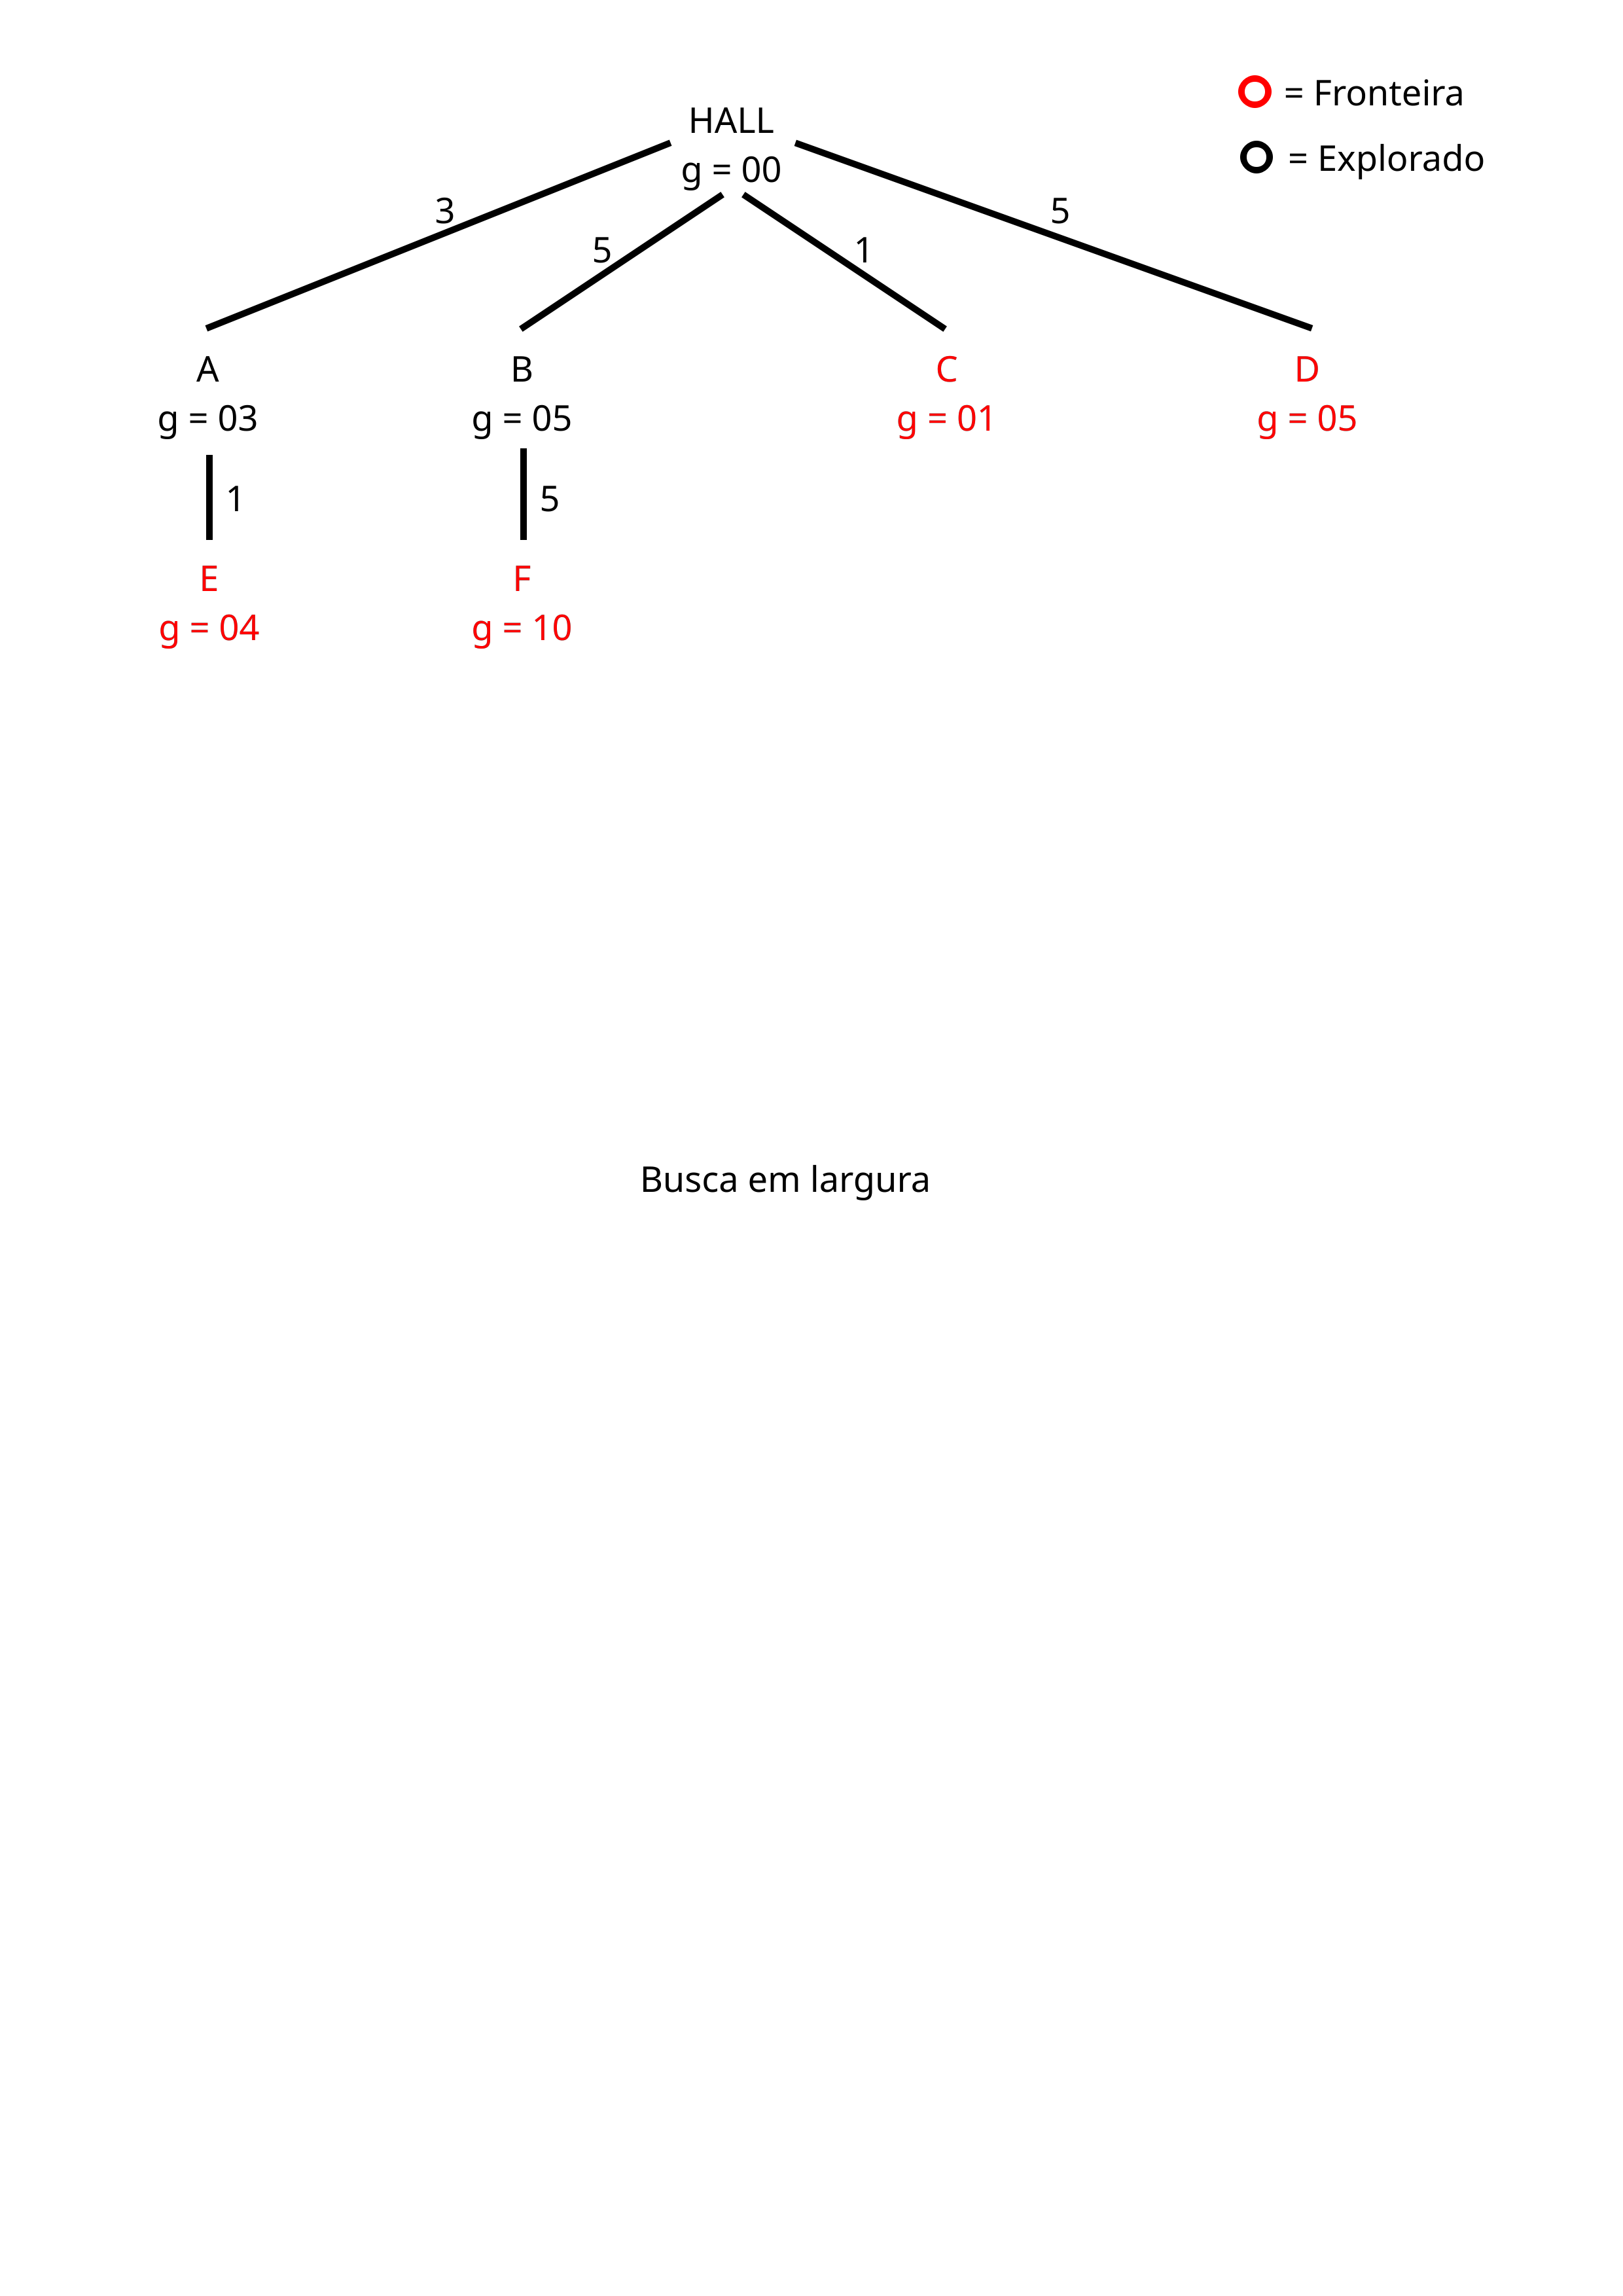 = Fronteira
HALL
= Explorado
g = 00
3
5
5
1
A
B
C
D
g = 03
g = 05
g = 01
g = 05
1
5
E
F
g = 04
g = 10
Busca em largura